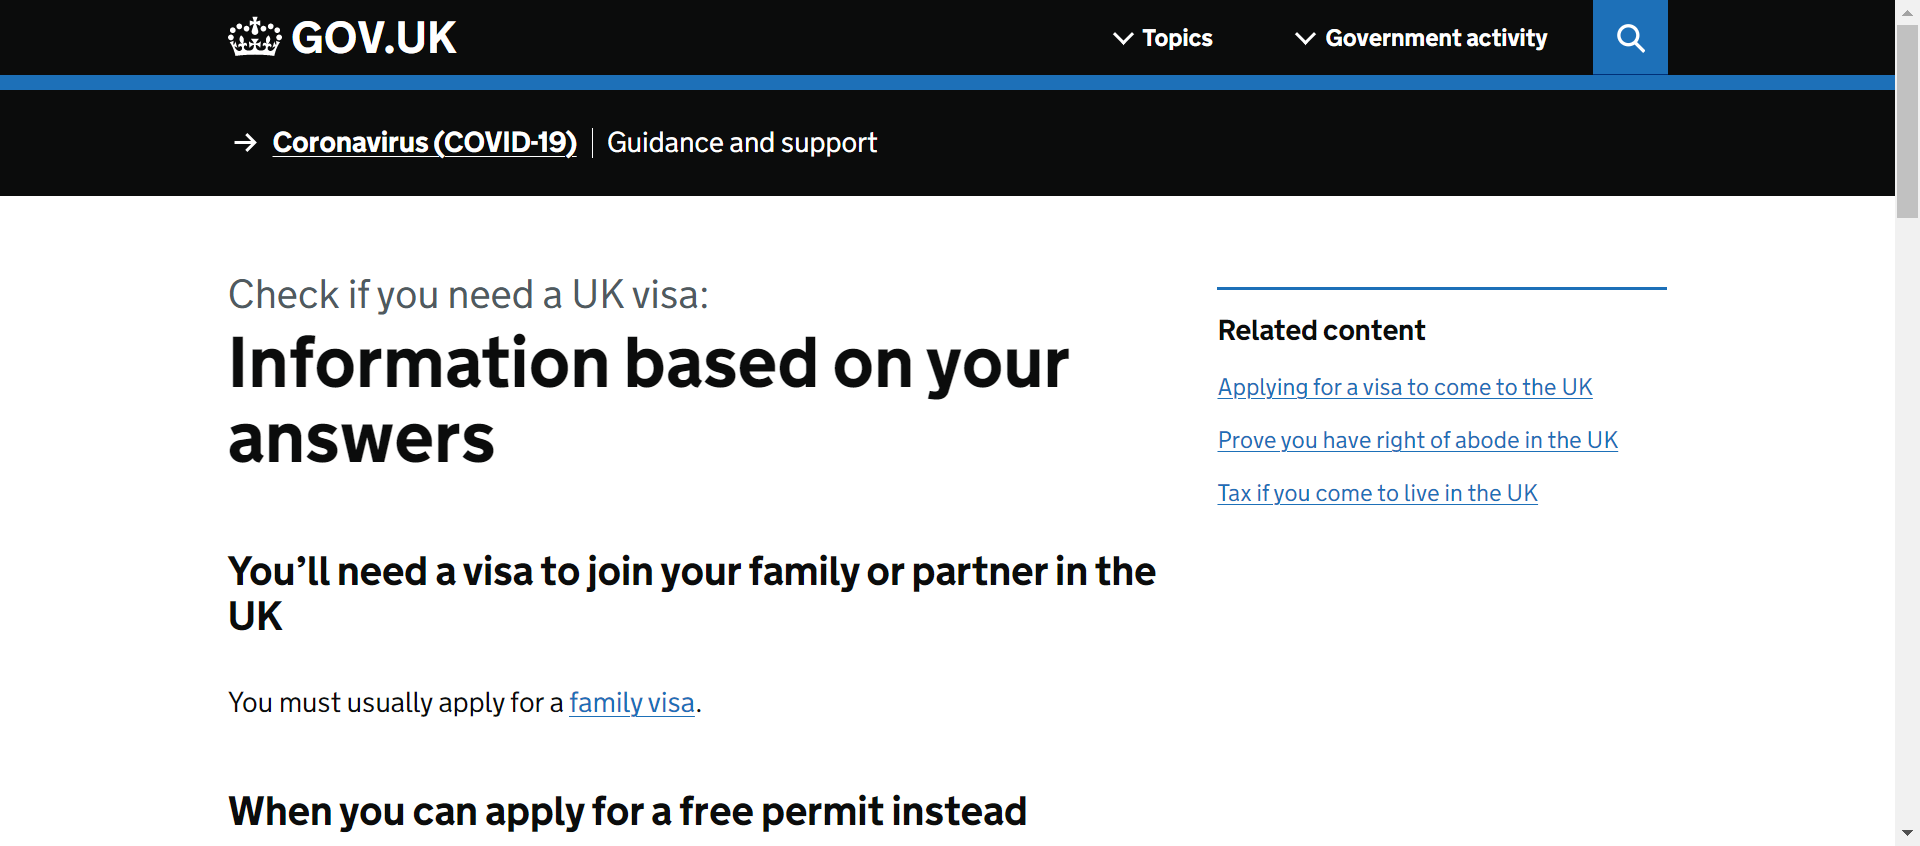 GOV.UK
Topics
Government activity
→ Coronavirus (COVID-19) | Guidance and support
Check if you need a UK visa:
Information based on your
answers
You’ll need a visa to join your family or partner in the
UK
You must usually apply for a family visa.
When you can apply for a free permit instead
Related content
Applying for a visa to come to the UK
Prove you have right of abode in the UK
Tax if you come to live in the UK